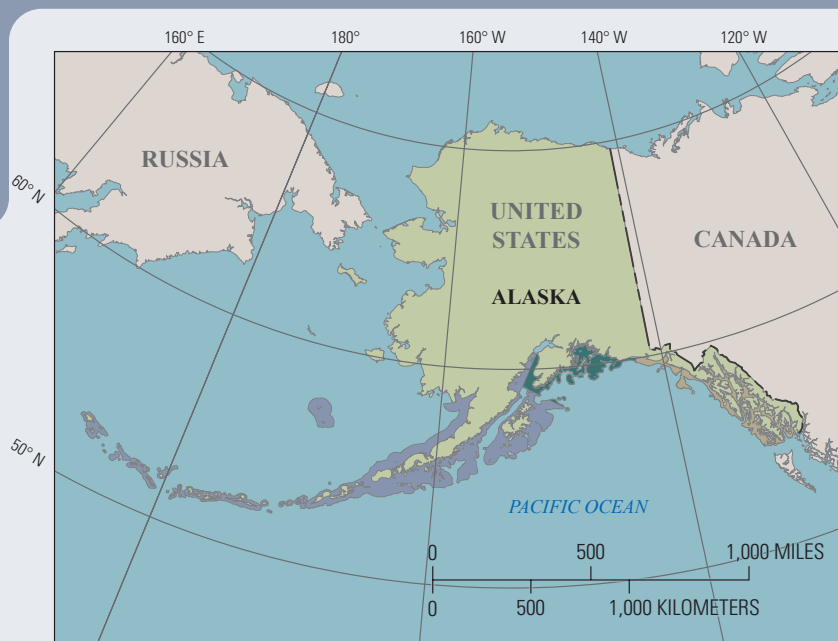 160° E
180°
160° W
140° W
120° W
RUSSIA
60° N
UNITED
STATES
CANADA
ALASKA
50° N
PACIFIC OCEAN
0
500
1,000 MILES
0
500
1,000 KILOMETERS